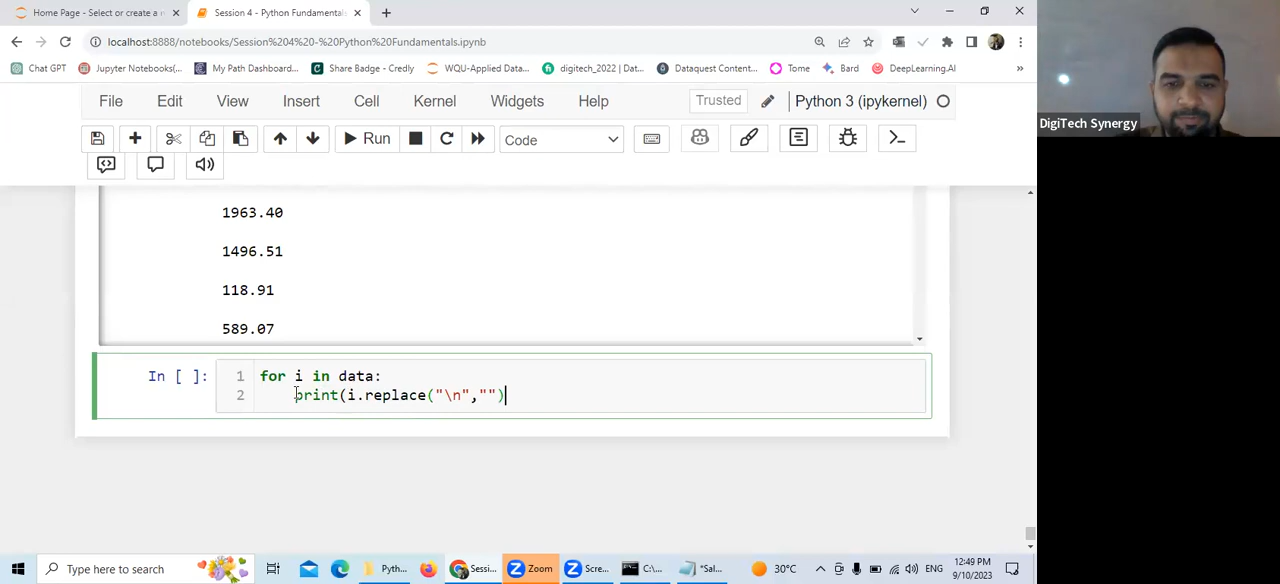 Home Page - Select or create a n
Session 4 - Python Fundamentals
localhost:8888/notebooks/Session%204%20-%20Python%20Fundamentals.ipynb
Chat GPT
Jupyter Notebooks(...
My Path Dashboard...
Share Badge - Credly
WQU-Applied Data...
digitech_2022 | Dat...
Dataquest Content...
Tome
Bard
DeepLearning.AI
»
File
Edit
View
Insert
Cell
Kernel
Widgets
Help
Trusted
Python 3 (ipykernel)
Run
Code
1963.40
1496.51
118.91
589.07
In [ ]:
1 for i in data:
2 print(i.replace("\n","")
DigiTech Synergy
Type here to search
Pyth...
Sessi...
Zoom
Scre...
C:\...
*Sal...
30°C
ENG
12:49 PM
9/10/2023